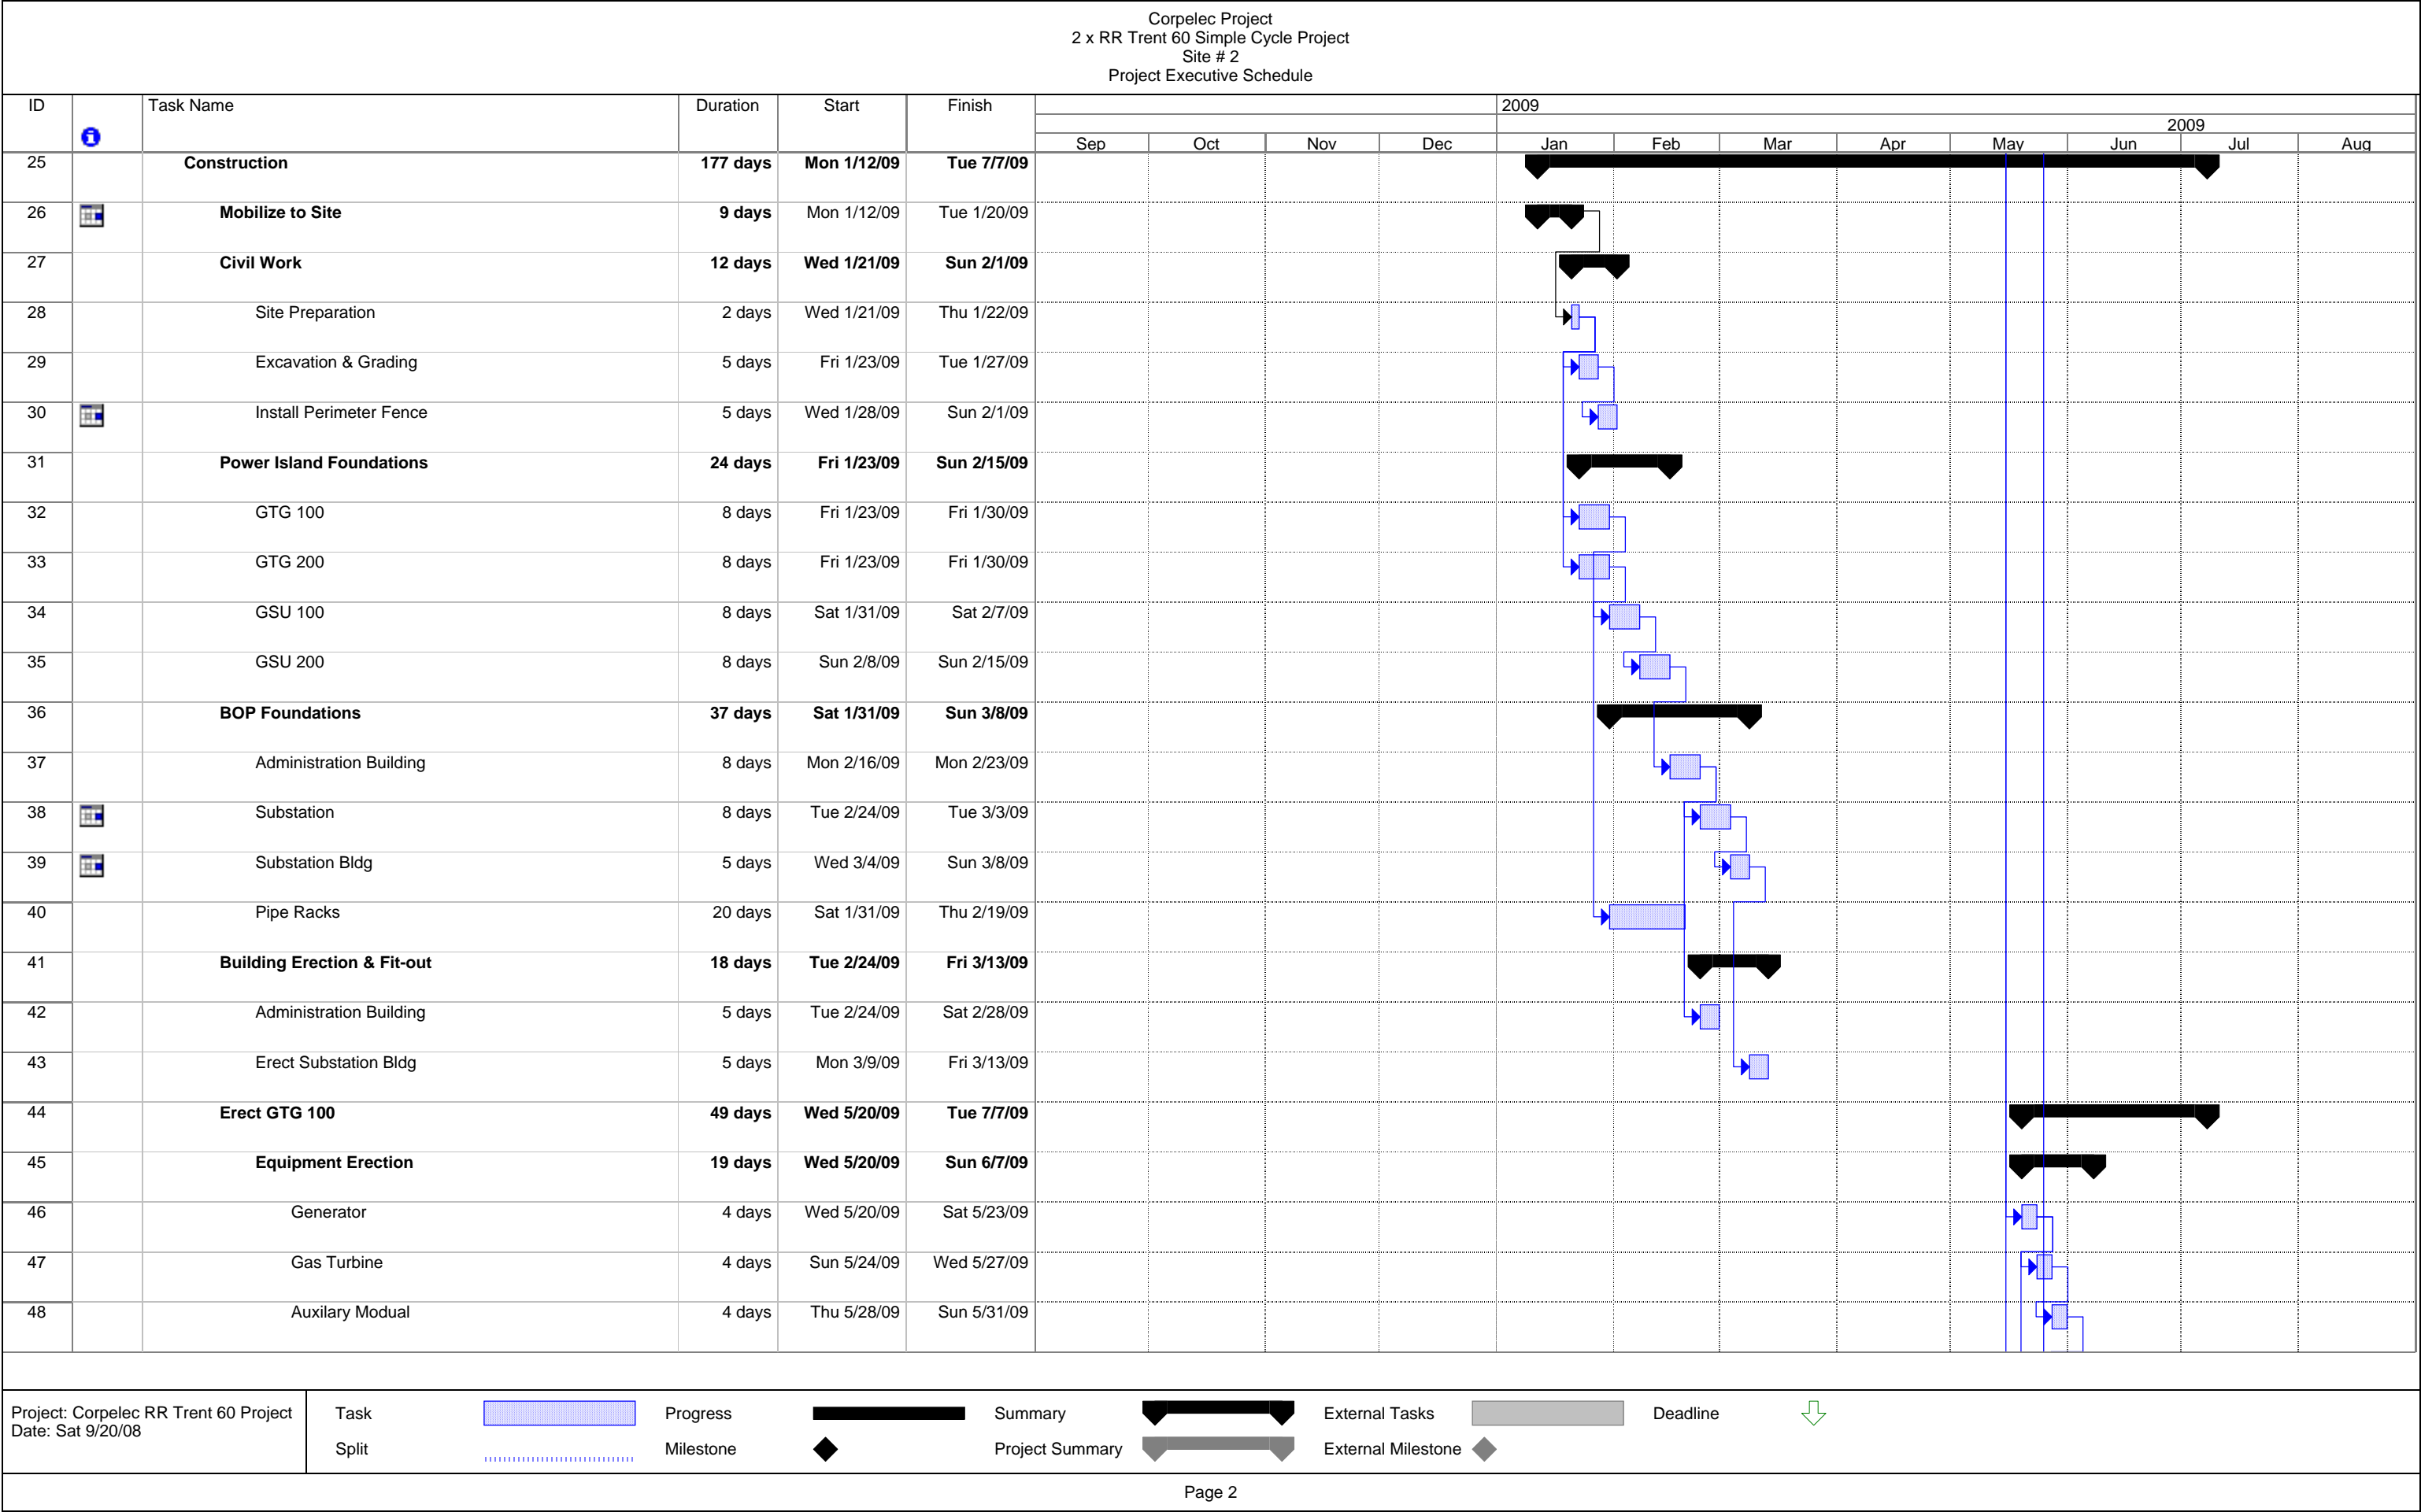 Corpelec Project
2 x RR Trent 60 Simple Cycle Project
Site # 2
Project Executive Schedule
ID Task Name Duration Start Finish 2009
2009
Sep Oct Nov Dec Jan Feb Mar Apr May Jun Jul Aug
25 Construction 177 days Mon 1/12/09 Tue 7/7/09
26 Mobilize to Site 9 days Mon 1/12/09 Tue 1/20/09
27 Civil Work 12 days Wed 1/21/09 Sun 2/1/09
28 Site Preparation 2 days Wed 1/21/09 Thu 1/22/09
29 Excavation & Grading 5 days Fri 1/23/09 Tue 1/27/09
30 Install Perimeter Fence 5 days Wed 1/28/09 Sun 2/1/09
31 Power Island Foundations 24 days Fri 1/23/09 Sun 2/15/09
32 GTG 100 8 days Fri 1/23/09 Fri 1/30/09
33 GTG 200 8 days Fri 1/23/09 Fri 1/30/09
34 GSU 100 8 days Sat 1/31/09 Sat 2/7/09
35 GSU 200 8 days Sun 2/8/09 Sun 2/15/09
36 BOP Foundations 37 days Sat 1/31/09 Sun 3/8/09
37 Administration Building 8 days Mon 2/16/09 Mon 2/23/09
38 Substation 8 days Tue 2/24/09 Tue 3/3/09
39 Substation Bldg 5 days Wed 3/4/09 Sun 3/8/09
40 Pipe Racks 20 days Sat 1/31/09 Thu 2/19/09
41 Building Erection & Fit-out 18 days Tue 2/24/09 Fri 3/13/09
42 Administration Building 5 days Tue 2/24/09 Sat 2/28/09
43 Erect Substation Bldg 5 days Mon 3/9/09 Fri 3/13/09
44 Erect GTG 100 49 days Wed 5/20/09 Tue 7/7/09
45 Equipment Erection 19 days Wed 5/20/09 Sun 6/7/09
46 Generator 4 days Wed 5/20/09 Sat 5/23/09
47 Gas Turbine 4 days Sun 5/24/09 Wed 5/27/09
48 Auxilary Modual 4 days Thu 5/28/09 Sun 5/31/09
Project: Corpelec RR Trent 60 Project
Date: Sat 9/20/08
Task Progress Summary External Tasks Deadline
Split Milestone Project Summary External Milestone
Page 2